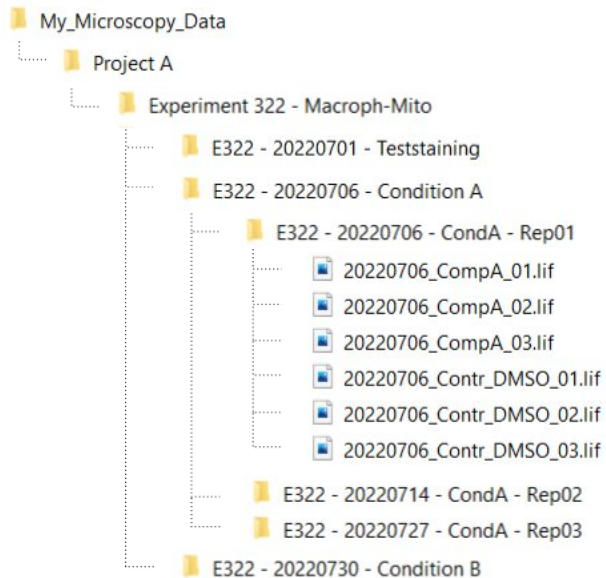 My_Microscopy_Data
Project A
Experiment 322 - Macroph-Mito
E322 - 20220701 - Teststaining
E322 - 20220706 - Condition A
E322 - 20220706 - CondA - Rep01
20220706_CompA_01.lif
20220706_CompA_02.lif
20220706_CompA_03.lif
20220706_Contr_DMSO_01.lif
20220706_Contr_DMSO_02.lif
20220706_Contr_DMSO_03.lif
E322 - 20220714 - CondA - Rep02
E322 - 20220727 - CondA - Rep03
E322 - 20220730 - Condition B